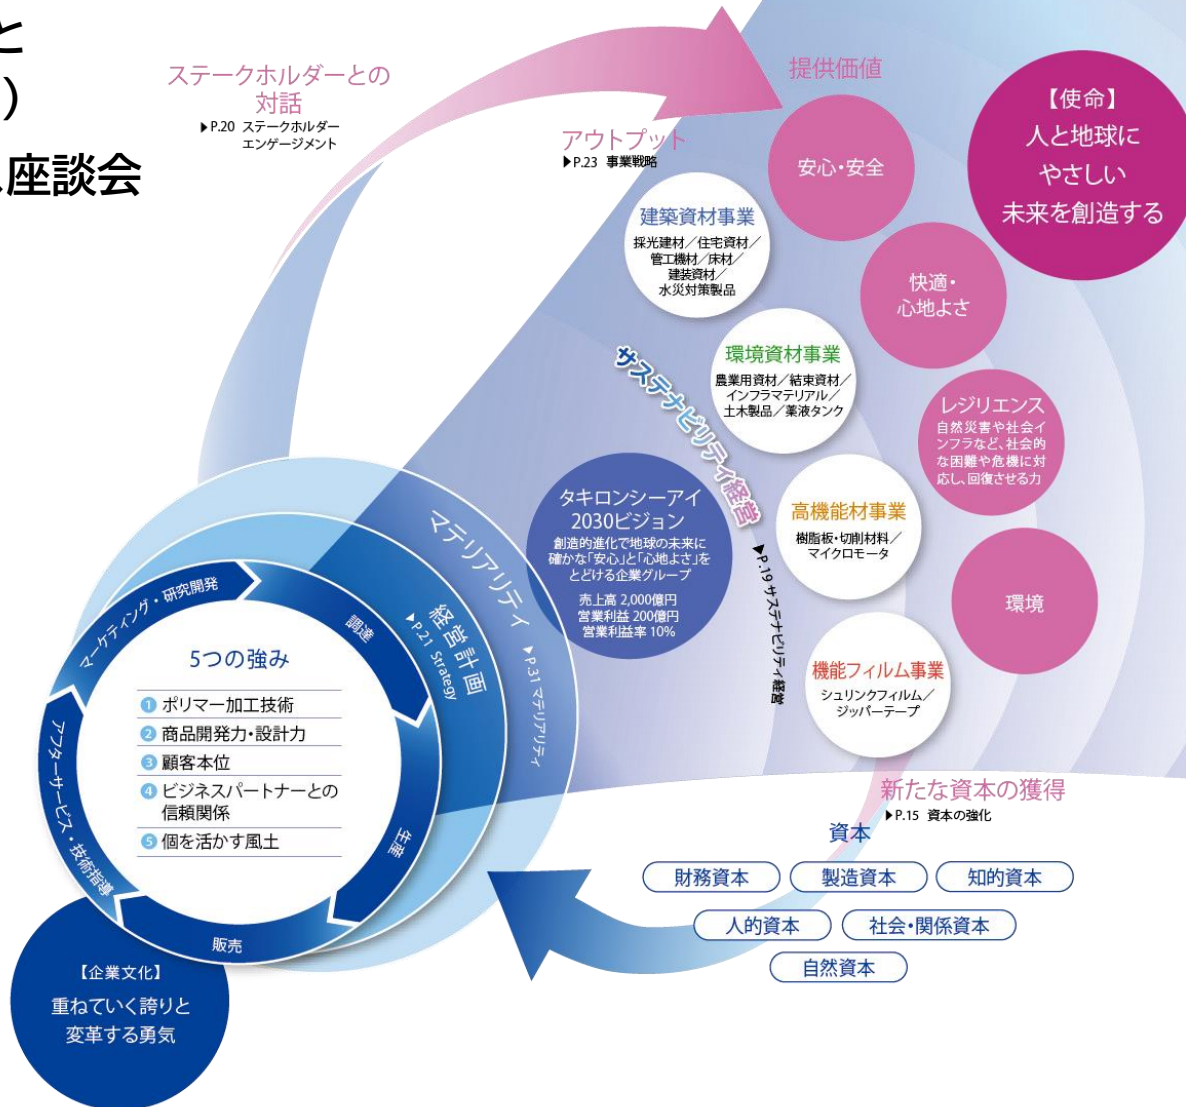 と
)
座談会
ステークホルダーとの
対話
▶P.20 ステークホルダー
エンゲージメント
アウトプット
▶P.23 事業戦略
提供価値
安心・安全
快適・
心地よさ
レジリエンス
自然災害や社会イ
ンフラなど、社会的
な困難や危機に対
応し、回復させる力
環境
【使命】
人と地球に
やさしい
未来を創造する
建築資材事業
採光建材／住宅資材／
管工機材／床材／
建装資材／
水災対策製品
環境資材事業
農業用資材／結束資材／
インフラマテリアル／
土木製品／薬液タンク
高機能材事業
樹脂板・切削材料／
マイクロモータ
機能フィルム事業
シュリンクフィルム／
ジッパーテープ
サステナビリティ経営
▶P.19 サステナビリティ経営
タキロンシーアイ
2030ビジョン
創造的進化で地球の未来に
確かな「安心」と「心地よさ」を
とどける企業グループ
売上高 2,000億円
営業利益 200億円
営業利益率 10%
マテリアリティ
▶P.31 マテリアリティ
経営計画
▶P.21 Strategy
マーケティング・研究開発
調達
生産
販売
アフターサービス・技術指導
5つの強み
1 ポリマー加工技術
2 商品開発力・設計力
3 顧客本位
4 ビジネスパートナーとの
信頼関係
5 個を活かす風土
【企業文化】
重ねていく誇りと
変革する勇気
新たな資本の獲得
▶P.15 資本の強化
資本
財務資本
製造資本
知的資本
人的資本
社会・関係資本
自然資本